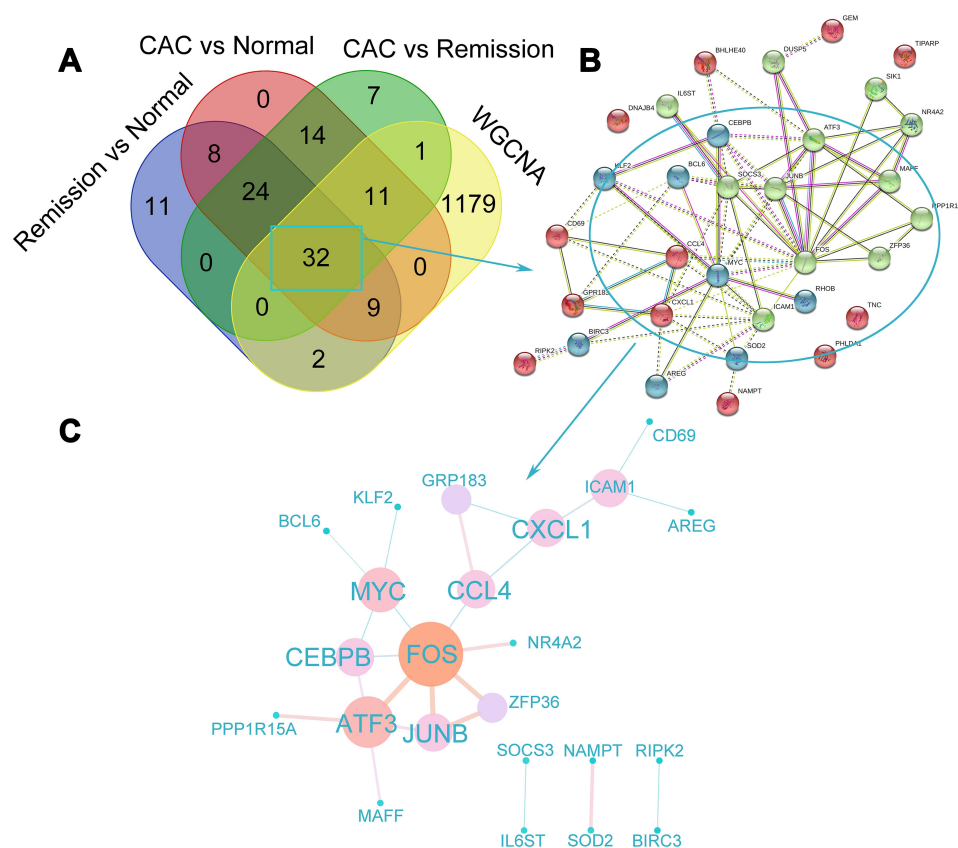 A
CAC vs Normal
CAC vs Remission
Remission vs Normal
WGCNA
0
7
14
8
1
24
11
11
1179
0
32
0
0
9
2
B
GEM
BHLHE40
DUSP5
TIPARP
SIK1
IL6ST
DNAJB4
NR4A2
CEBPB
ATF3
KLF2
BCL6
SOCS3
JUNB
MAFF
PPP1R1
CD69
CCL4
FOS
ZFP36
MYC
GPR183
CXCL1
ICAM1
RHOB
TNC
BIRC3
RIPK2
SOD2
PHLDA1
AREG
NAMPT
C
CD69
GRP183
ICAM1
KLF2
BCL6
CXCL1
AREG
MYC
CCL4
CEBPB
FOS
NR4A2
ZFP36
PPP1R15A
ATF3
JUNB
MAFF
SOCS3
NAMPT
RIPK2
IL6ST
SOD2
BIRC3